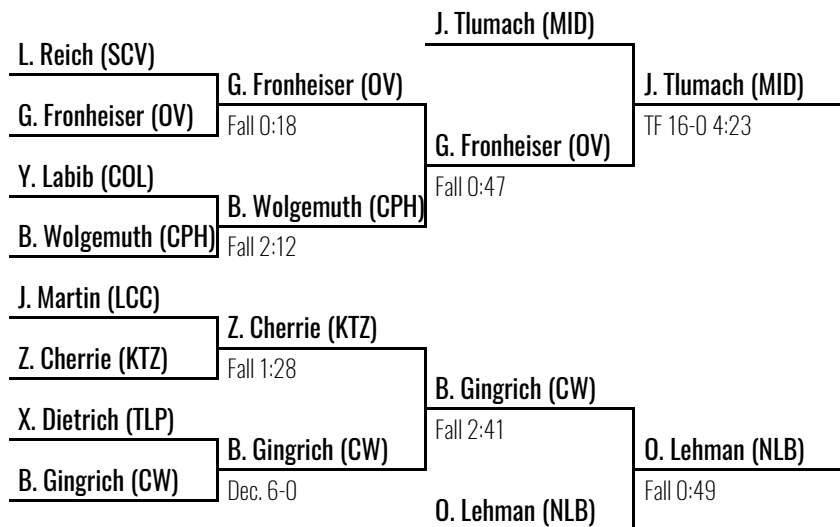 J. Tlumach (MID)
L. Reich (SCV)
G. Fronheiser (OV)
J. Tlumach (MID)
G. Fronheiser (OV)
Fall 0:18
TF 16-0 4:23
G. Fronheiser (OV)
Y. Labib (COL)
Fall 0:47
B. Wolgemuth (CPH)
B. Wolgemuth (CPH)
Fall 2:12
J. Martin (LCC)
Z. Cherrie (KTZ)
Z. Cherrie (KTZ)
Fall 1:28
B. Gingrich (CW)
X. Dietrich (TLP)
Fall 2:41
B. Gingrich (CW)
O. Lehman (NLB)
B. Gingrich (CW)
Dec. 6-0
Fall 0:49
O. Lehman (NLB)